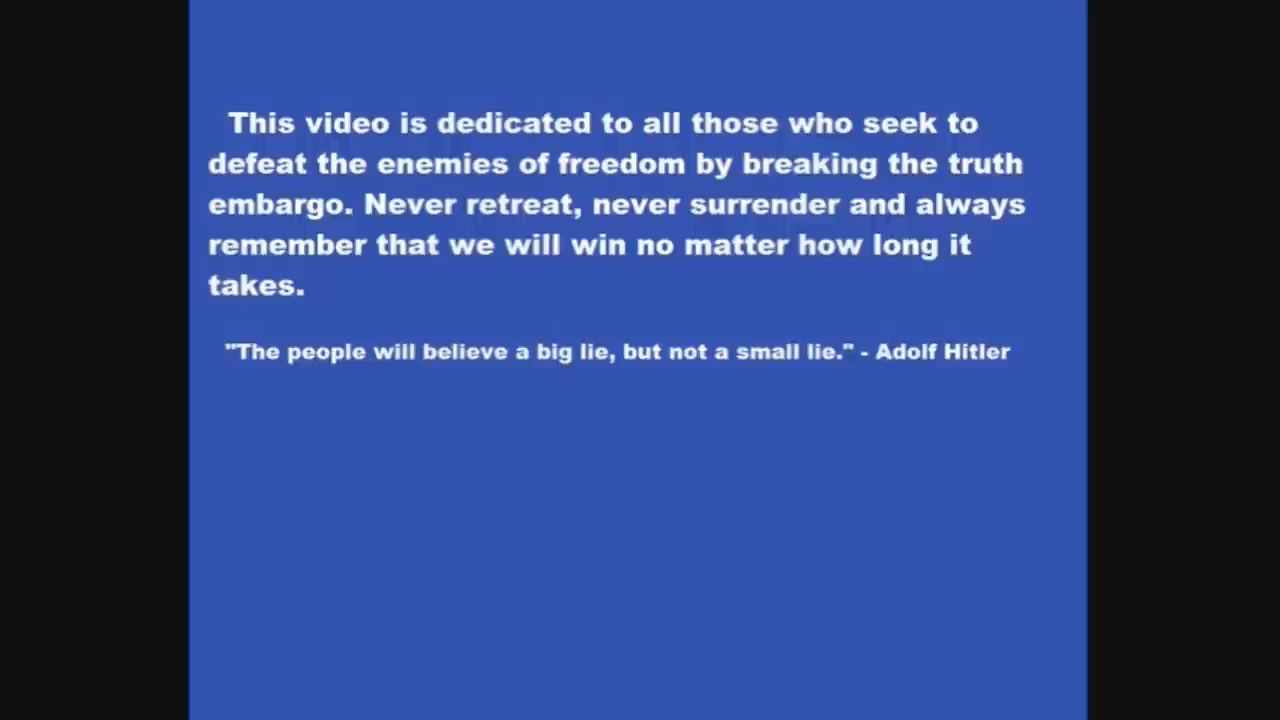 This video is dedicated to all those who seek to
defeat the enemies of freedom by breaking the truth
embargo. Never retreat, never surrender and always
remember that we will win no matter how long it
takes.
"The people will believe a big lie, but not a small lie." - Adolf Hitler